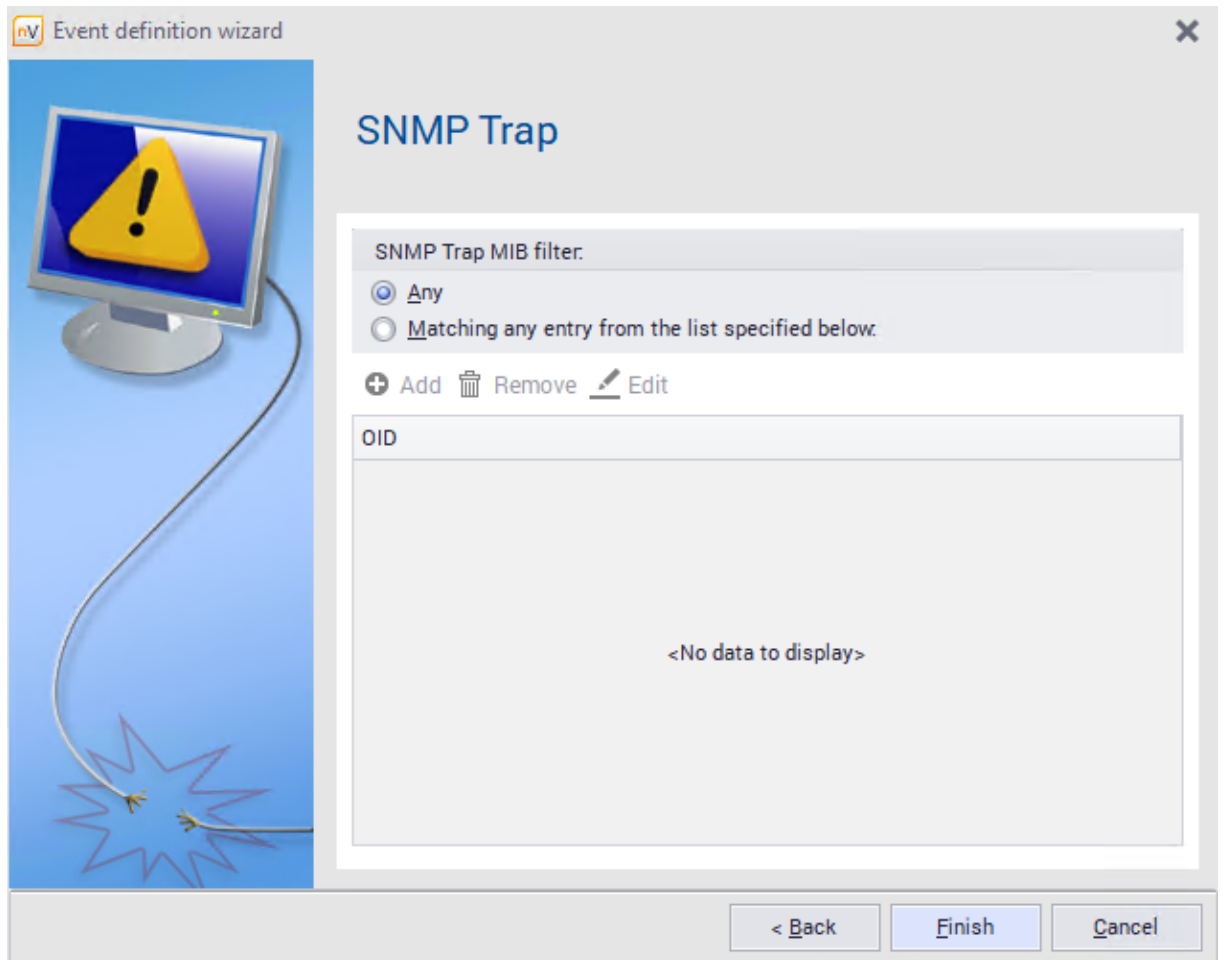 nV Event definition wizard
SNMP Trap
SNMP Trap MIB filter:
Any
Matching any entry from the list specified below:
Add Remove Edit
OID
<No data to display>
< Back Finish Cancel